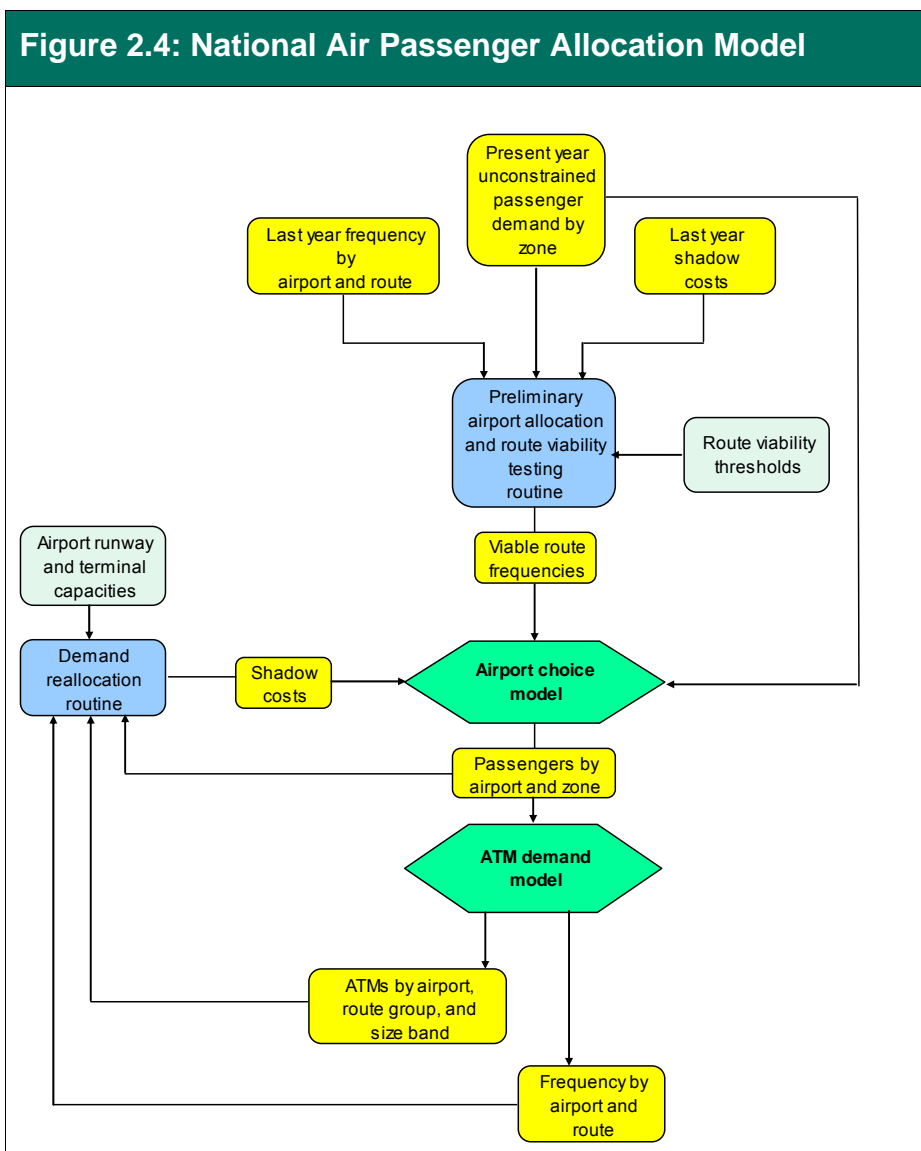 Figure 2.4: National Air Passenger Allocation Model
Present year
unconstrained
passenger
demand by
zone
Last year frequency
by
airport and route
Last year
shadow
costs
Preliminary
airport allocation
and route viability
testing
routine
Route viability
thresholds
Viable route
frequencies
Airport runway
and terminal
capacities
Demand
reallocation
routine
Shadow
costs
Airport choice
model
Passengers by
airport and zone
ATM demand
model
ATMs by airport,
route group, and
size band
Frequency by
airport and
route